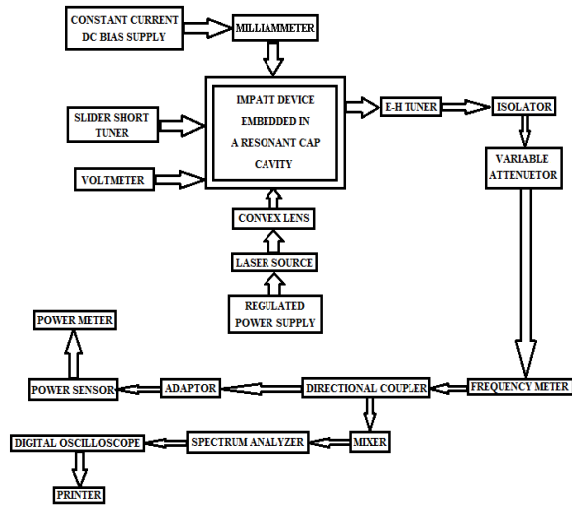 CONSTANT CURRENT
DC BIAS SUPPLY
MILLIAMMETER
IMPATT DEVICE
EMBIDDED IN
A RESONANT CAP
CAVITY
E-H TUNER
ISOLATOR
SLIDER SHORT
TUNER
VARIABLE
ATTENUETOR
VOLTMETER
CONVEX LENS
LASER SOURCE
REGULATED
POWER SUPPLY
POWER METER
POWER SENSOR
ADAPTOR
DIRECTIONAL COUPLER
FREQUENCY METER
DIGITAL OSCILLOSCOPE
SPECTRUM ANALYZER
MIXER
PRINTER